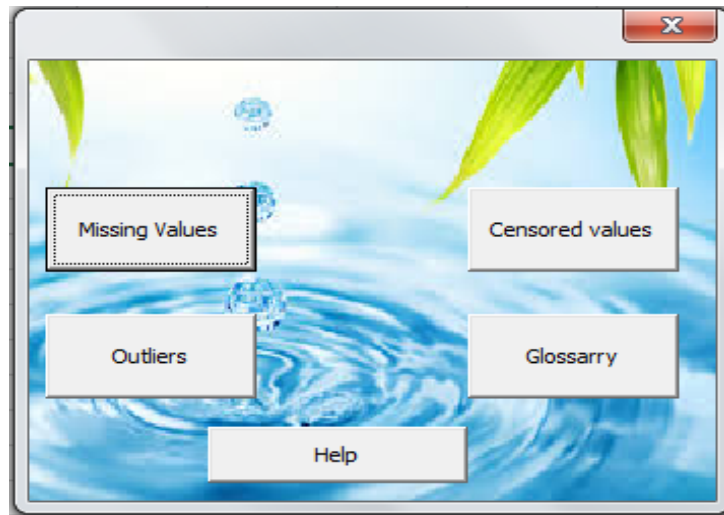 Missing Values
Censored values
Outliers
Glossarry
Help